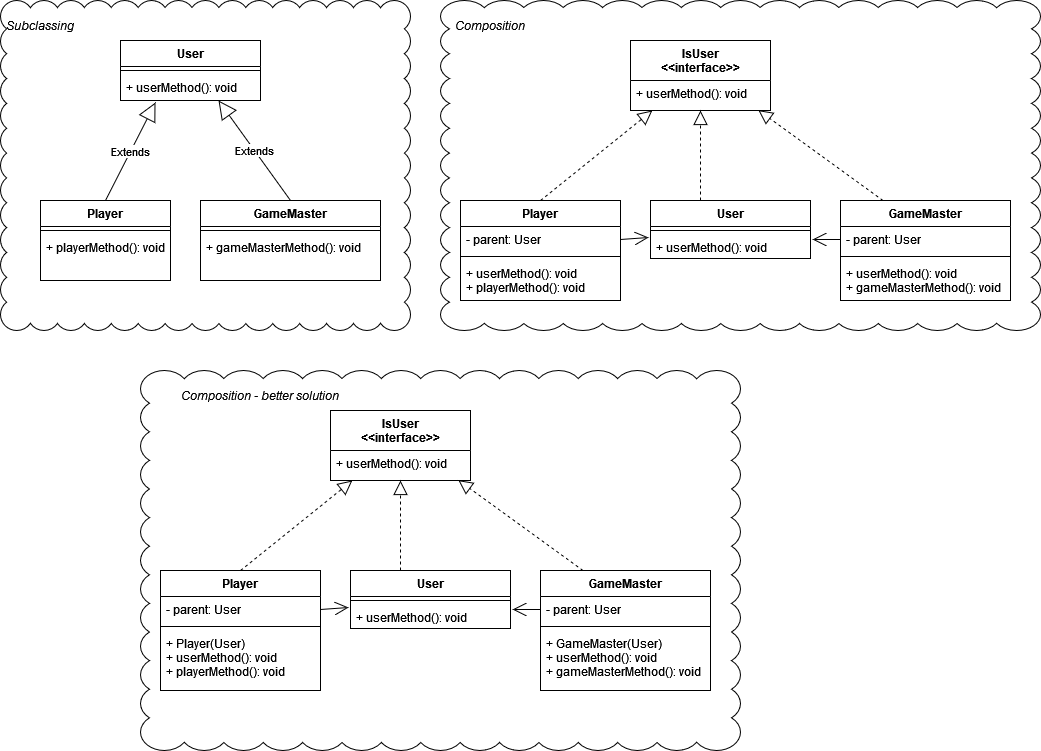 Subclassing
User
+ userMethod(): void
Extends
Extends
Player
+ playerMethod(): void
GameMaster
+ gameMasterMethod(): void
Composition
IsUser
<<interface>>
+ userMethod(): void
Player
- parent: User
+ userMethod(): void
+ playerMethod(): void
User
+ userMethod(): void
GameMaster
- parent: User
+ userMethod(): void
+ gameMasterMethod(): void
Composition - better solution
IsUser
<<interface>>
+ userMethod(): void
Player
- parent: User
+ Player(User)
+ userMethod(): void
+ playerMethod(): void
User
+ userMethod(): void
GameMaster
- parent: User
+ GameMaster(User)
+ userMethod(): void
+ gameMasterMethod(): void